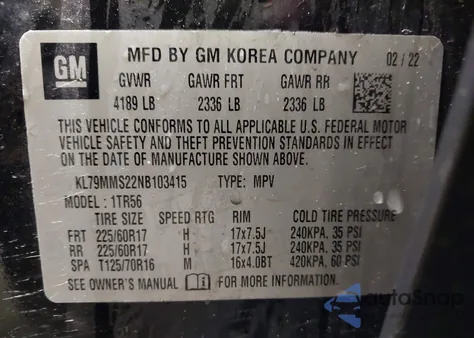 GM MFD BY GM KOREA COMPANY 02 / 22
GVWR GAWR FRT GAWR RR
4189 LB 2336 LB 2336 LB
THIS VEHICLE CONFORMS TO ALL APPLICABLE U.S. FEDERAL MOTOR
VEHICLE SAFETY AND THEFT PREVENTION STANDARDS IN EFFECT
ON THE DATE OF MANUFACTURE SHOWN ABOVE.
KL79MMS22NB103415 TYPE: MPV
MODEL : 1TR56
TIRE SIZE SPEED RTG RIM COLD TIRE PRESSURE
FRT 225/60R17 H 17x7.5J 240KPA, 35 PSI
RR 225/60R17 H 17x7.5J 240KPA, 35 PSI
SPA T125/70R16 M 16x4.0BT 420KPA, 60 PSI
SEE OWNER'S MANUAL FOR MORE INFORMATION.
autoSnap